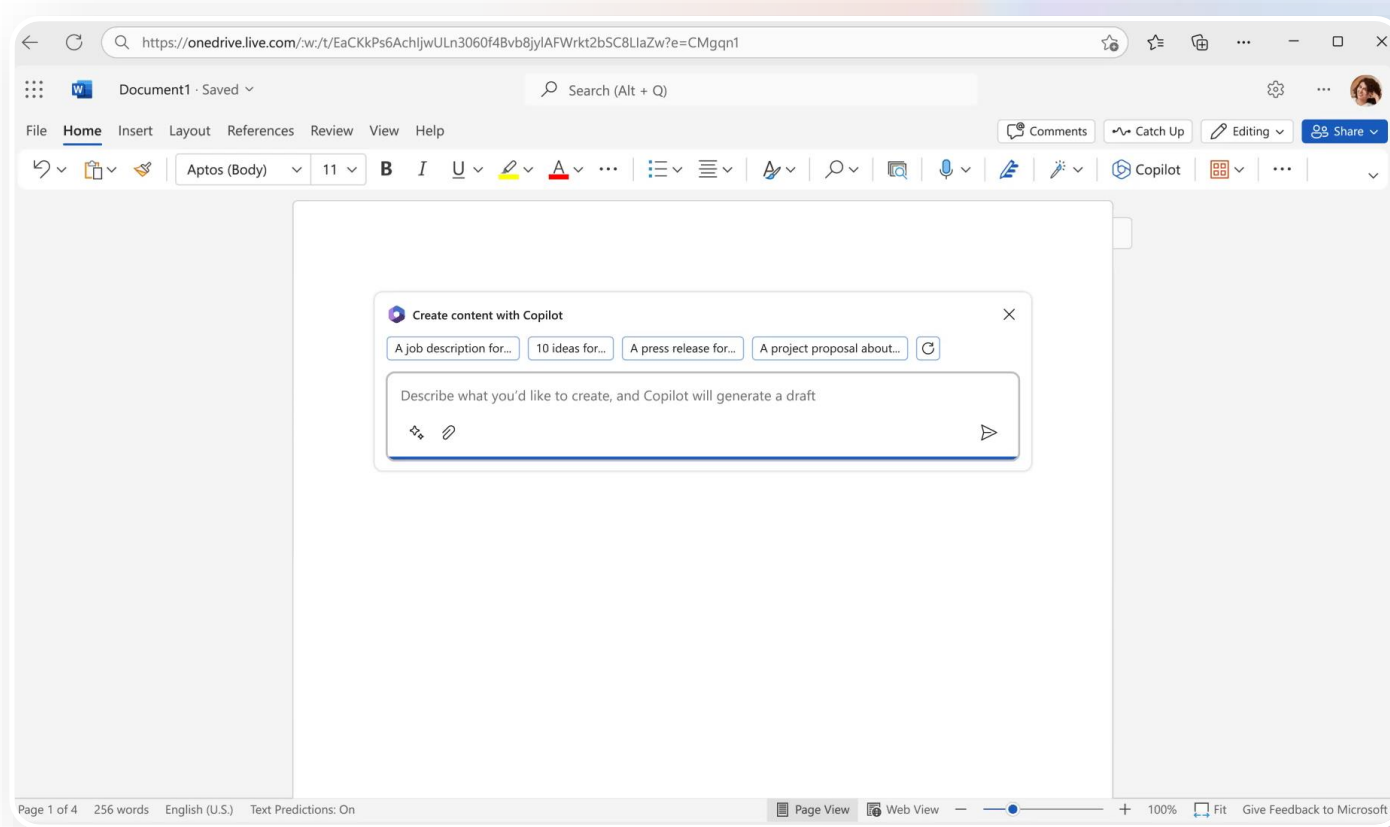 https://onedrive.live.com/:w:/t/EaCKkPs6AchIjwULn3060f4Bvb8jylAFWrkt2bSC8LIaZw?e=CMgqn1
W Document1 · Saved Search (Alt + Q)
File Home Insert Layout References Review View Help Comments Catch Up Editing Share
Aptos (Body) 11 B I U A Copilot
Create content with Copilot
A job description for... 10 ideas for... A press release for... A project proposal about...
Describe what you'd like to create, and Copilot will generate a draft
Page 1 of 4 256 words English (U.S.) Text Predictions: On Page View Web View 100% Fit Give Feedback to Microsoft